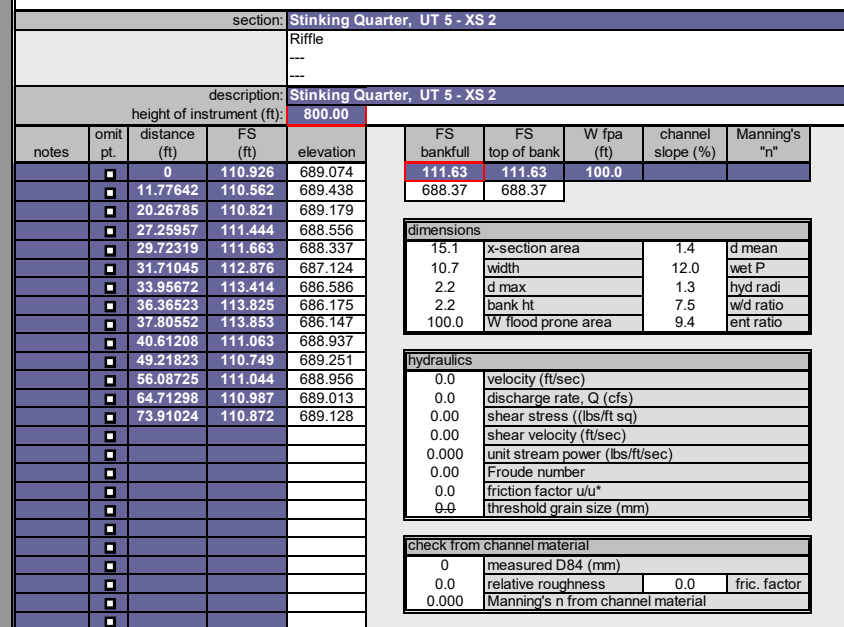 section: Stinking Quarter, UT 5 - XS 2
Riffle
---
---
description: Stinking Quarter, UT 5 - XS 2
height of instrument (ft): 800.00
omit distance FS FS FS W fpa channel Manning's
notes pt. (ft) (ft) elevation bankfull top of bank (ft) slope (%) "n"
0 110.926 689.074 111.63 111.63 100.0
11.77642 110.562 689.438 688.37 688.37
20.26785 110.821 689.179
27.25957 111.444 688.556 dimensions
29.72319 111.663 688.337 15.1 x-section area 1.4 d mean
31.71045 112.876 687.124 10.7 width 12.0 wet P
33.95672 113.414 686.586 2.2 d max 1.3 hyd radi
36.36523 113.825 686.175 2.2 bank ht 7.5 w/d ratio
37.80552 113.853 686.147 100.0 W flood prone area 9.4 ent ratio
40.61208 111.063 688.937
49.21823 110.749 689.251 hydraulics
56.08725 111.044 688.956 0.0 velocity (ft/sec)
64.71298 110.987 689.013 0.0 discharge rate, Q (cfs)
73.91024 110.872 689.128 0.00 shear stress ((lbs/ft sq)
0.00 shear velocity (ft/sec)
0.000 unit stream power (lbs/ft/sec)
0.00 Froude number
0.0 friction factor u/u*
0.0 threshold grain size (mm)
check from channel material
0 measured D84 (mm)
0.0 relative roughness 0.0 fric. factor
0.000 Manning's n from channel material